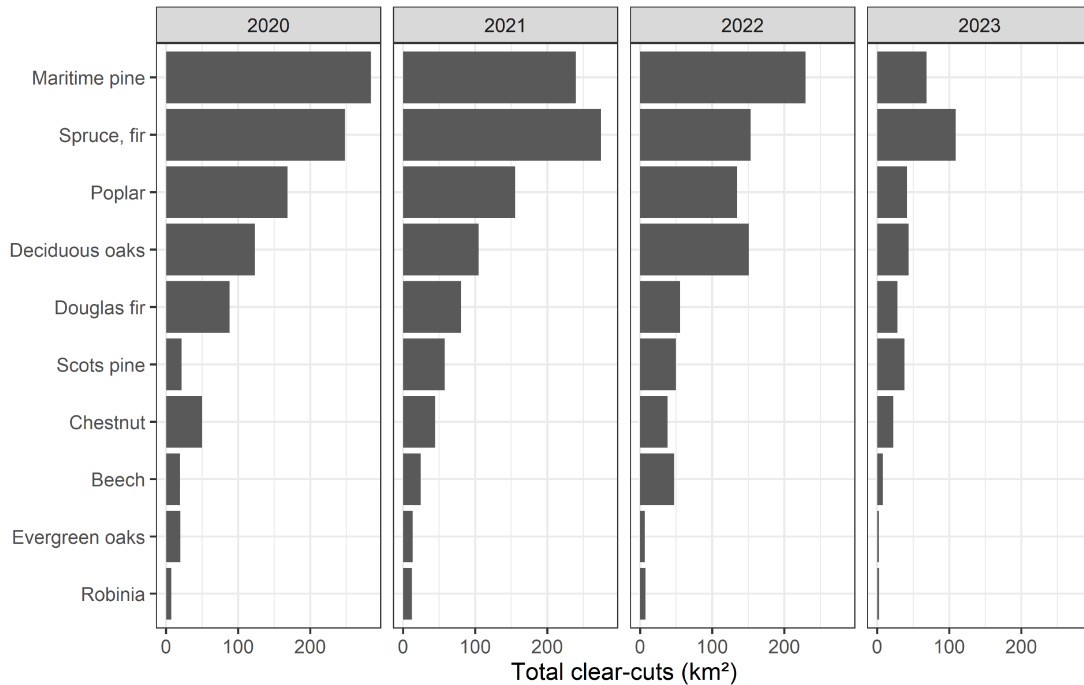 2020 2021 2022 2023
Maritime pine
Spruce, fir
Poplar
Deciduous oaks
Douglas fir
Scots pine
Chestnut
Beech
Evergreen oaks
Robinia
0 100 200 0 100 200 0 100 200 0 100 200
Total clear-cuts (km²)